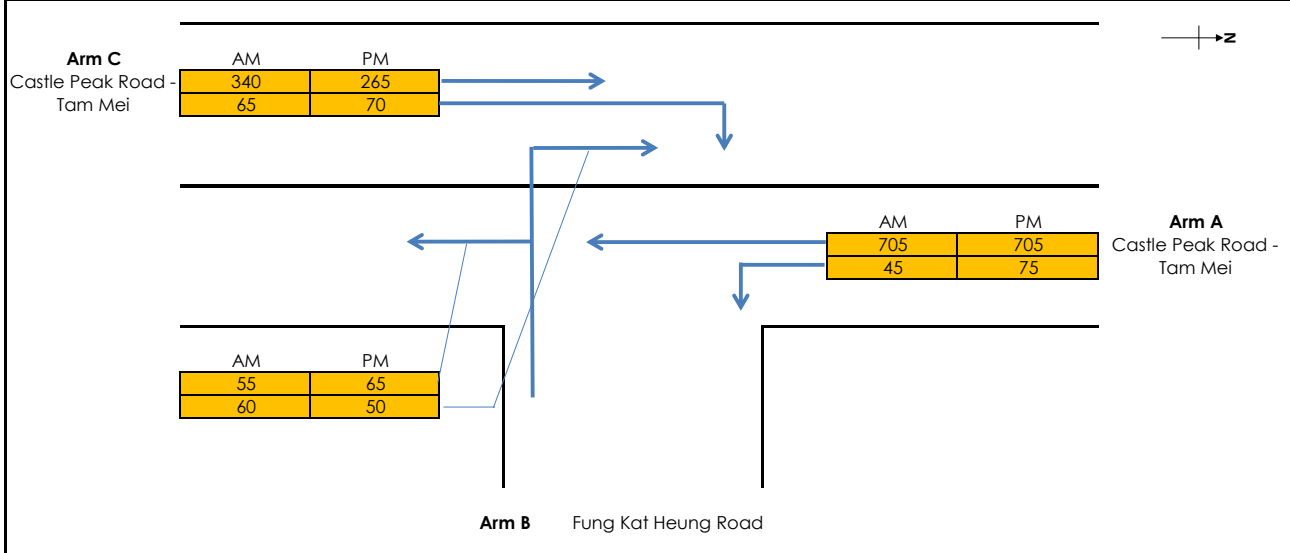 N
Arm C
Castle Peak Road -
Tam Mei
AM PM
340 265
65 70
AM PM
705 705
45 75
Arm A
Castle Peak Road -
Tam Mei
AM PM
55 65
60 50
Arm B Fung Kat Heung Road